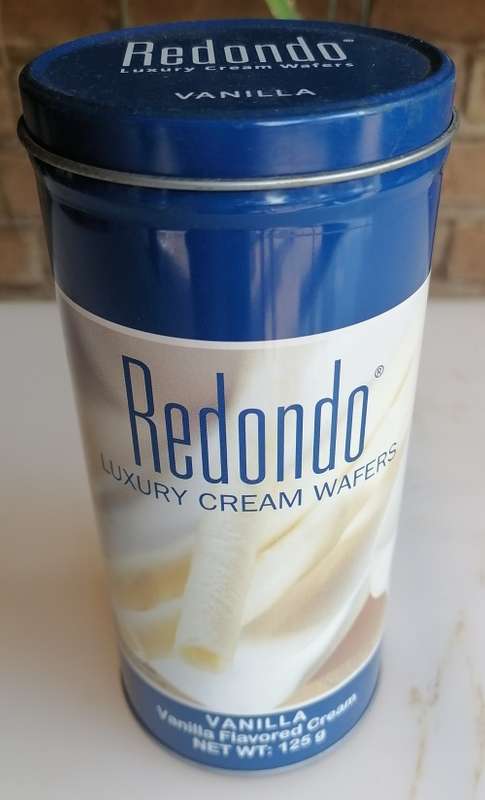 Redondo®
Luxury Cream Wafers
VANILLA
Redondo®
LUXURY CREAM WAFERS
VANILLA
Vanilla Flavored Cream
NET WT: 125 g